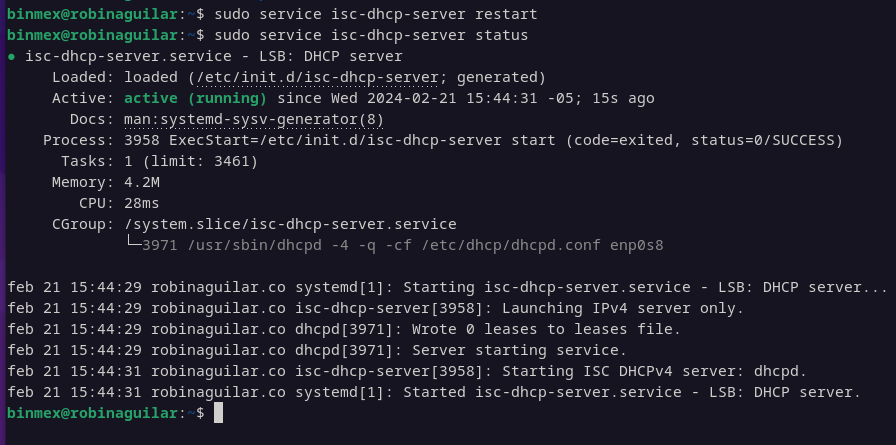 binmex@robinaguilar:~$ sudo service isc-dhcp-server restart
binmex@robinaguilar:~$ sudo service isc-dhcp-server status
● isc-dhcp-server.service - LSB: DHCP server
Loaded: loaded (/etc/init.d/isc-dhcp-server; generated)
Active: active (running) since Wed 2024-02-21 15:44:31 -05; 15s ago
Docs: man:systemd-sysv-generator(8)
Process: 3958 ExecStart=/etc/init.d/isc-dhcp-server start (code=exited, status=0/SUCCESS)
Tasks: 1 (limit: 3461)
Memory: 4.2M
CPU: 28ms
CGroup: /system.slice/isc-dhcp-server.service
└─3971 /usr/sbin/dhcpd -4 -q -cf /etc/dhcp/dhcpd.conf enp0s8
feb 21 15:44:29 robinaguilar.co systemd[1]: Starting isc-dhcp-server.service - LSB: DHCP server...
feb 21 15:44:29 robinaguilar.co isc-dhcp-server[3958]: Launching IPv4 server only.
feb 21 15:44:29 robinaguilar.co dhcpd[3971]: Wrote 0 leases to leases file.
feb 21 15:44:29 robinaguilar.co dhcpd[3971]: Server starting service.
feb 21 15:44:31 robinaguilar.co isc-dhcp-server[3958]: Starting ISC DHCPv4 server: dhcpd.
feb 21 15:44:31 robinaguilar.co systemd[1]: Started isc-dhcp-server.service - LSB: DHCP server.
binmex@robinaguilar:~$